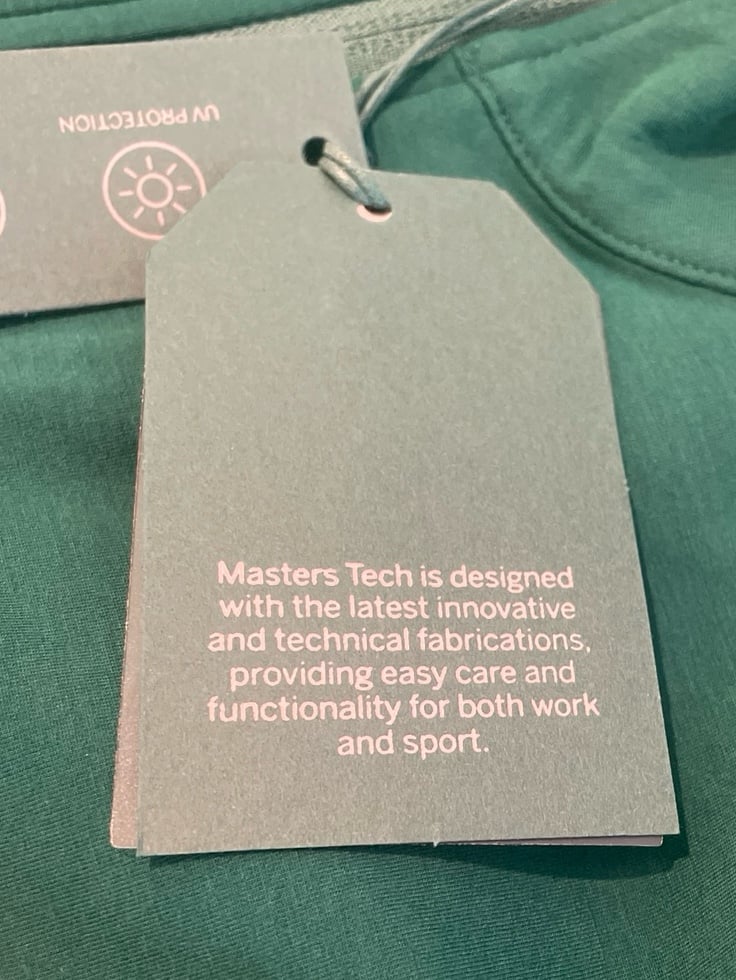 UV PROTECTION
Masters Tech is designed
with the latest innovative
and technical fabrications,
providing easy care and
functionality for both work
and sport.